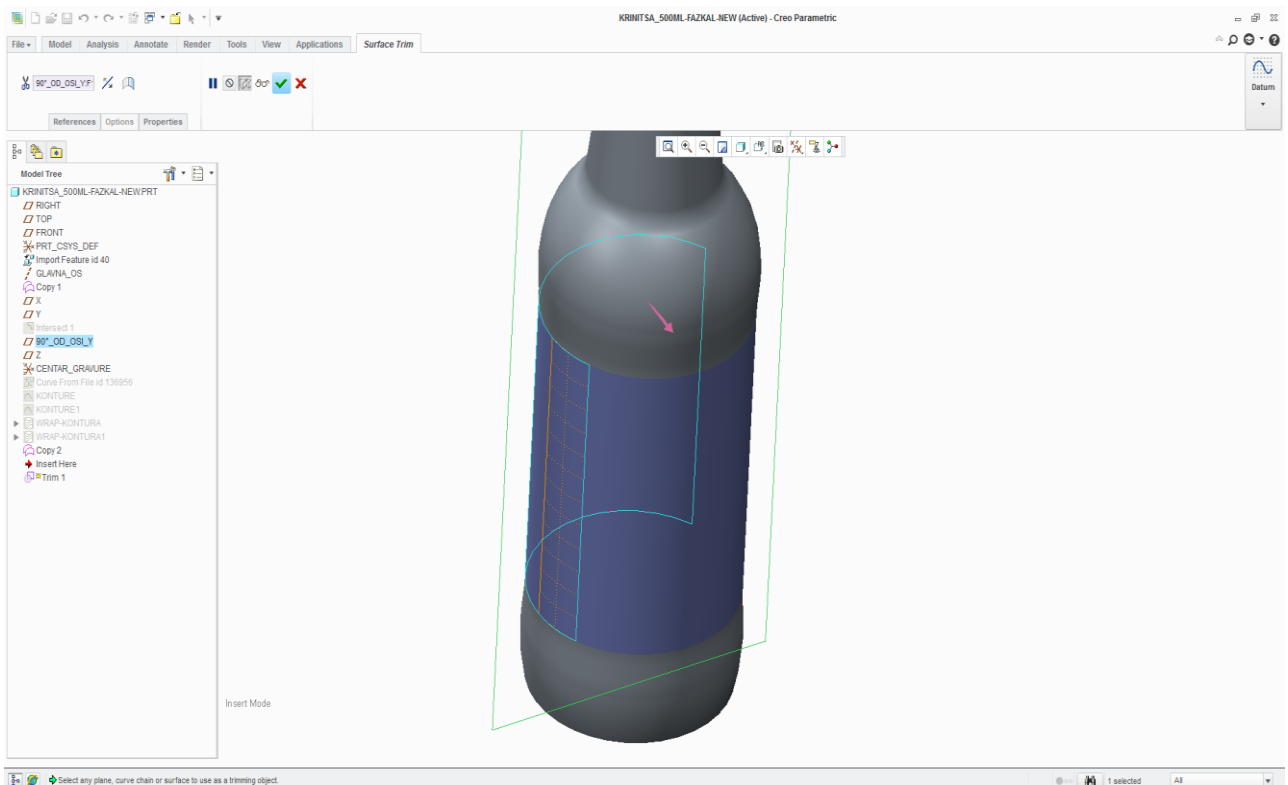 KRINITSA_500ML-FAZKAL-NEW (Active) - Creo Parametric
File Model Analysis Annotate Render Tools View Applications Surface Trim
90°_OD_OSI_Y:F
Datum
References Options Properties
Model Tree
KRINITSA_500ML-FAZKAL-NEW.PRT
RIGHT
TOP
FRONT
PRT_CSYS_DEF
Import Feature id 40
GLAVNA_OS
Copy 1
X
Y
Intersect 1
90°_OD_OSI_Y
Z
CENTAR_GRAVURE
Curve From File id 136956
KONTURE
KONTURE1
WRAP-KONTURA
WRAP-KONTURA1
Copy 2
Insert Here
Trim 1
Insert Mode
Select any plane, curve chain or surface to use as a trimming object.
1 selected
All